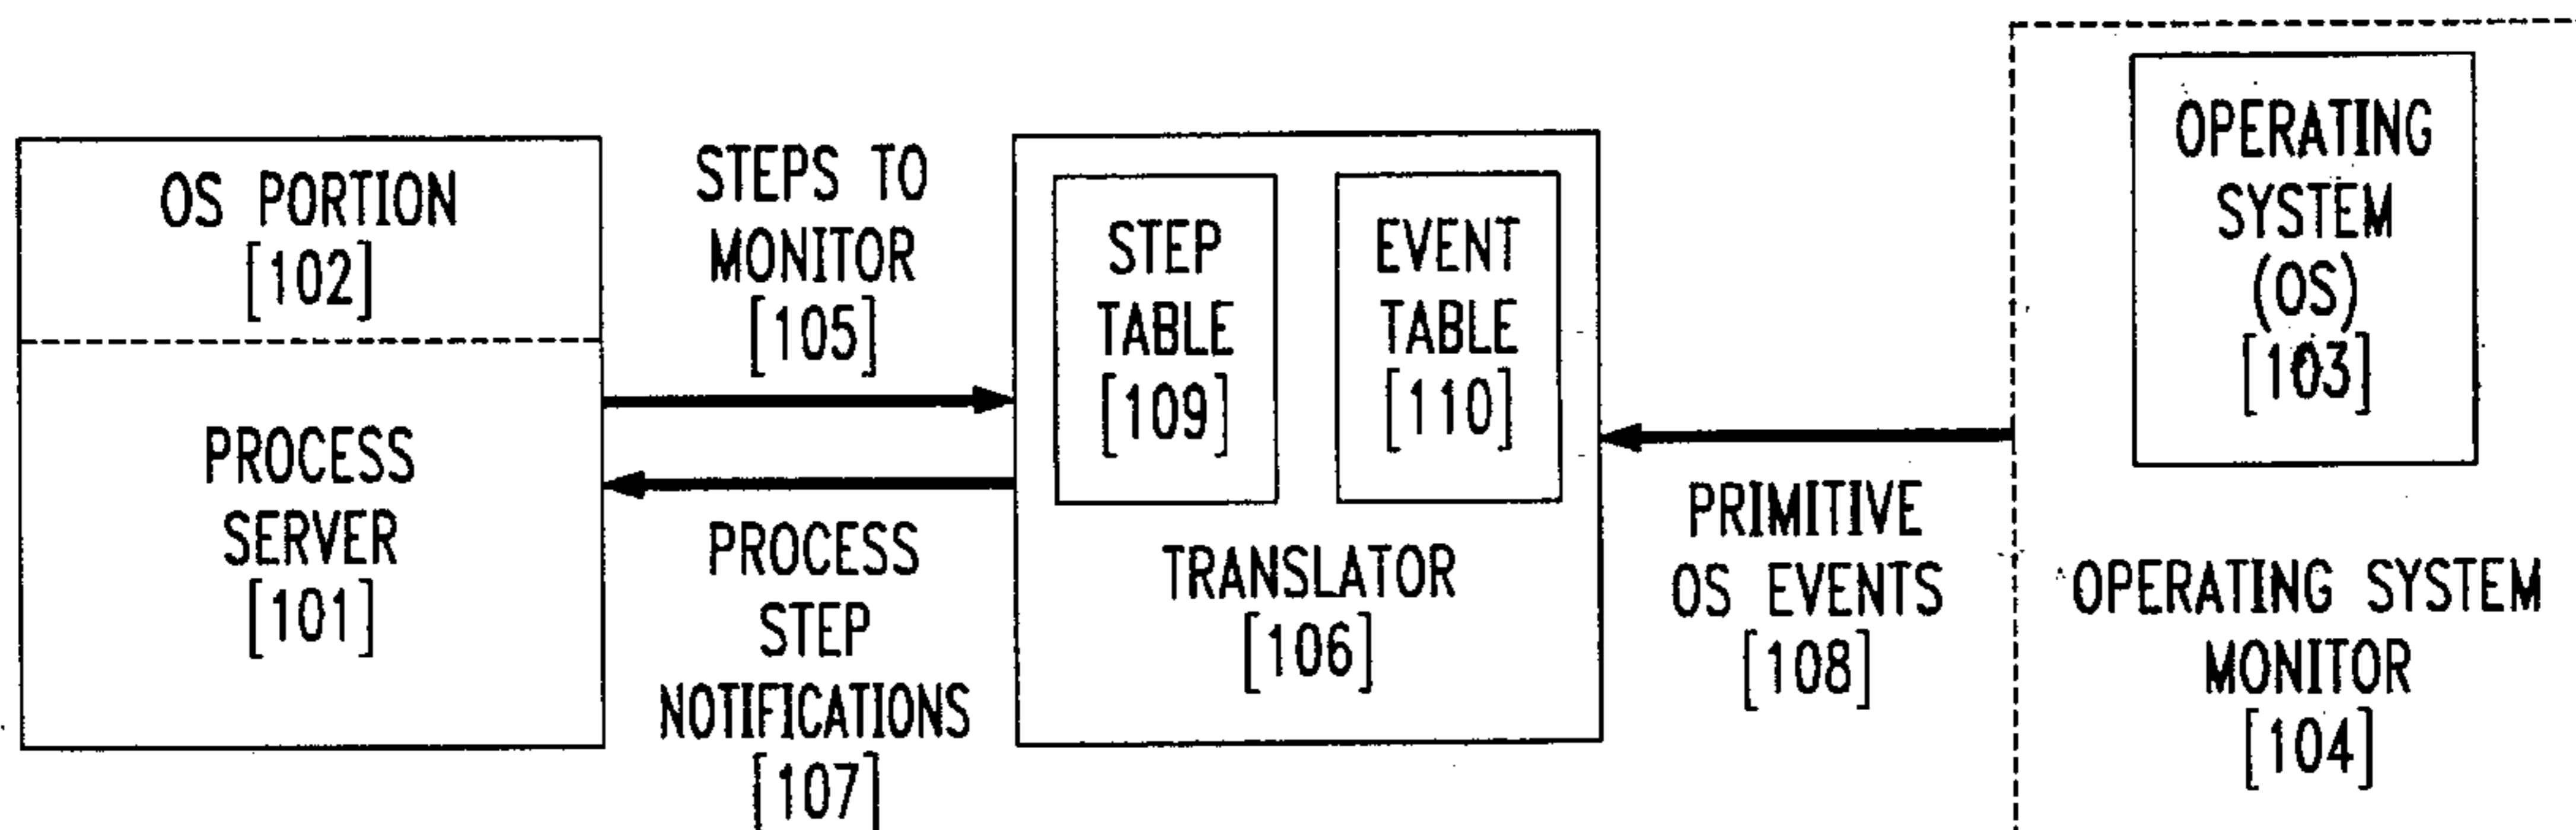 OS PORTION
[102]
PROCESS
SERVER
[101]
STEPS TO
MONITOR
[105]
PROCESS
STEP
NOTIFICATIONS
[107]
STEP
TABLE
[109]
EVENT
TABLE
[110]
TRANSLATOR
[106]
PRIMITIVE
OS EVENTS
[108]
OPERATING
SYSTEM
(OS)
[103]
OPERATING SYSTEM
MONITOR
[104]